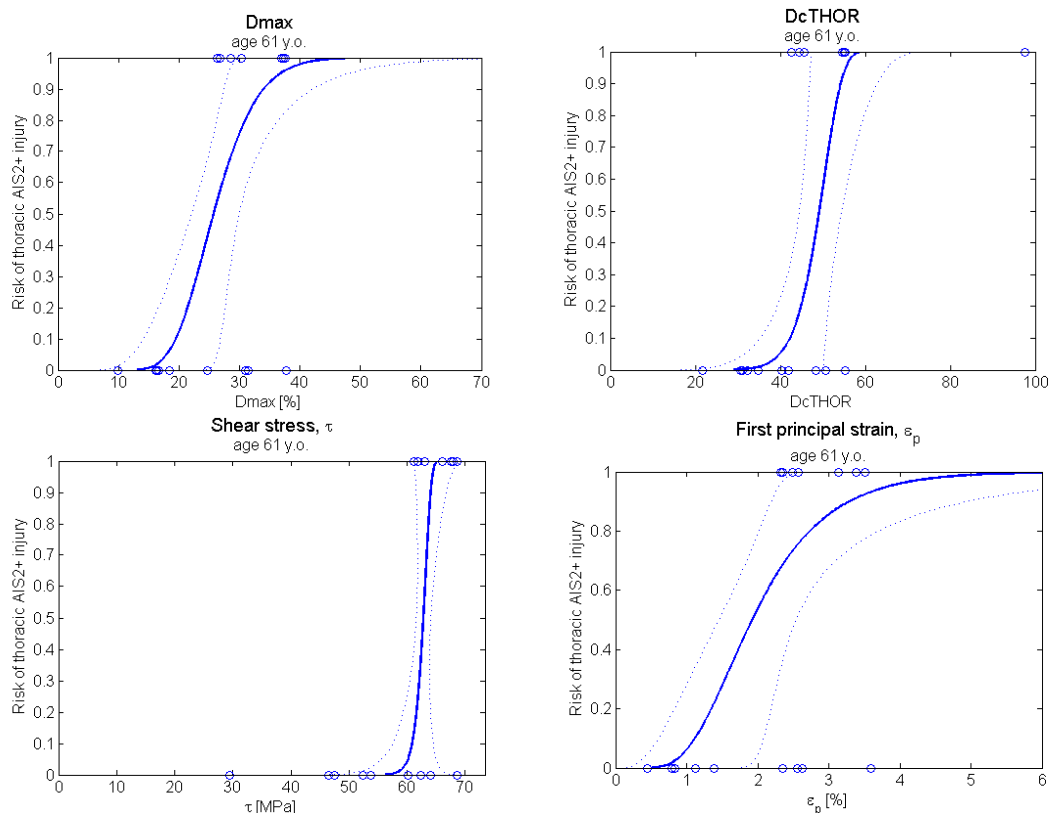 Dmax
age 61 y.o.
Risk of thoracic AIS2+ injury
1
0.9
0.8
0.7
0.6
0.5
0.4
0.3
0.2
0.1
0
0 10 20 30 40 50 60 70
Dmax [%]
DcTHOR
age 61 y.o.
Risk of thoracic AIS2+ injury
1
0.9
0.8
0.7
0.6
0.5
0.4
0.3
0.2
0.1
0
0 20 40 60 80 100
DcTHOR
Shear stress, τ
age 61 y.o.
Risk of thoracic AIS2+ injury
1
0.9
0.8
0.7
0.6
0.5
0.4
0.3
0.2
0.1
0
0 10 20 30 40 50 60 70
τ [MPa]
First principal strain, ε_p
age 61 y.o.
Risk of thoracic AIS2+ injury
1
0.8
0.6
0.4
0.2
0
0 1 2 3 4 5 6
ε_p [%]